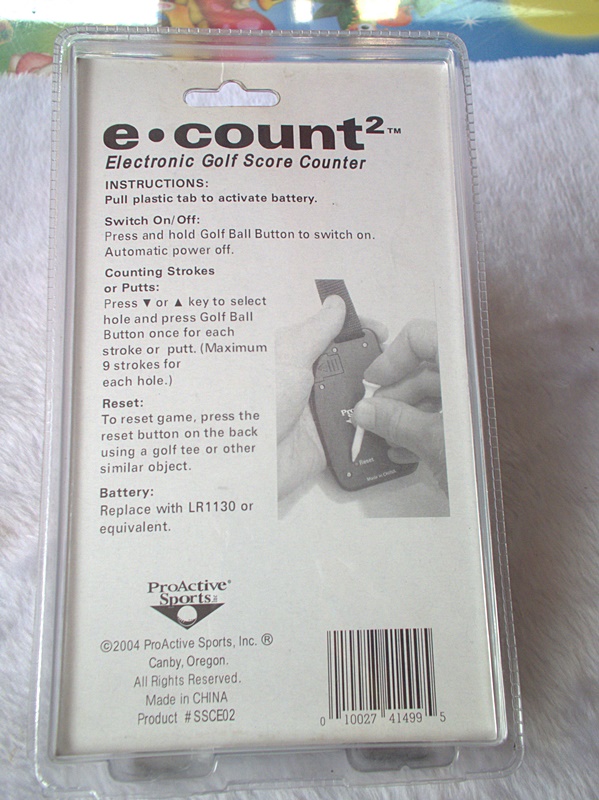 e•count²™
Electronic Golf Score Counter
INSTRUCTIONS:
Pull plastic tab to activate battery.
Switch On/Off:
Press and hold Golf Ball Button to switch on.
Automatic power off.
Counting Strokes
or Putts:
Press ▼ or ▲ key to select
hole and press Golf Ball
Button once for each
stroke or putt. (Maximum
9 strokes for
each hole.)
Reset:
To reset game, press the
reset button on the back
using a golf tee or other
similar object.
Battery:
Replace with LR1130 or
equivalent.
Reset
Made in CHINA
ProActive®
Sports
©2004 ProActive Sports, Inc. ®
Canby, Oregon.
All Rights Reserved.
Made in CHINA
Product # SSCE02
0 10027 41499 5